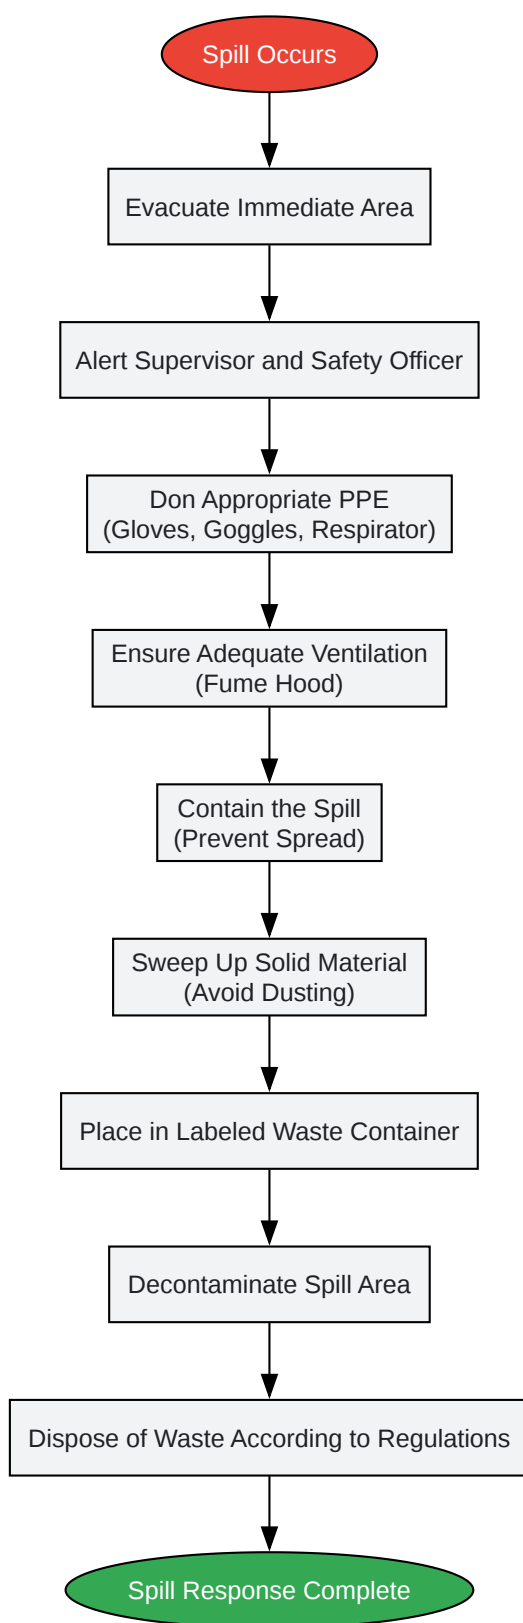 Spill Occurs
Evacuate Immediate Area
Alert Supervisor and Safety Officer
Don Appropriate PPE
(Gloves, Goggles, Respirator)
Ensure Adequate Ventilation
(Fume Hood)
Contain the Spill
(Prevent Spread)
Sweep Up Solid Material
(Avoid Dusting)
Place in Labeled Waste Container
Decontaminate Spill Area
Dispose of Waste According to Regulations
Spill Response Complete